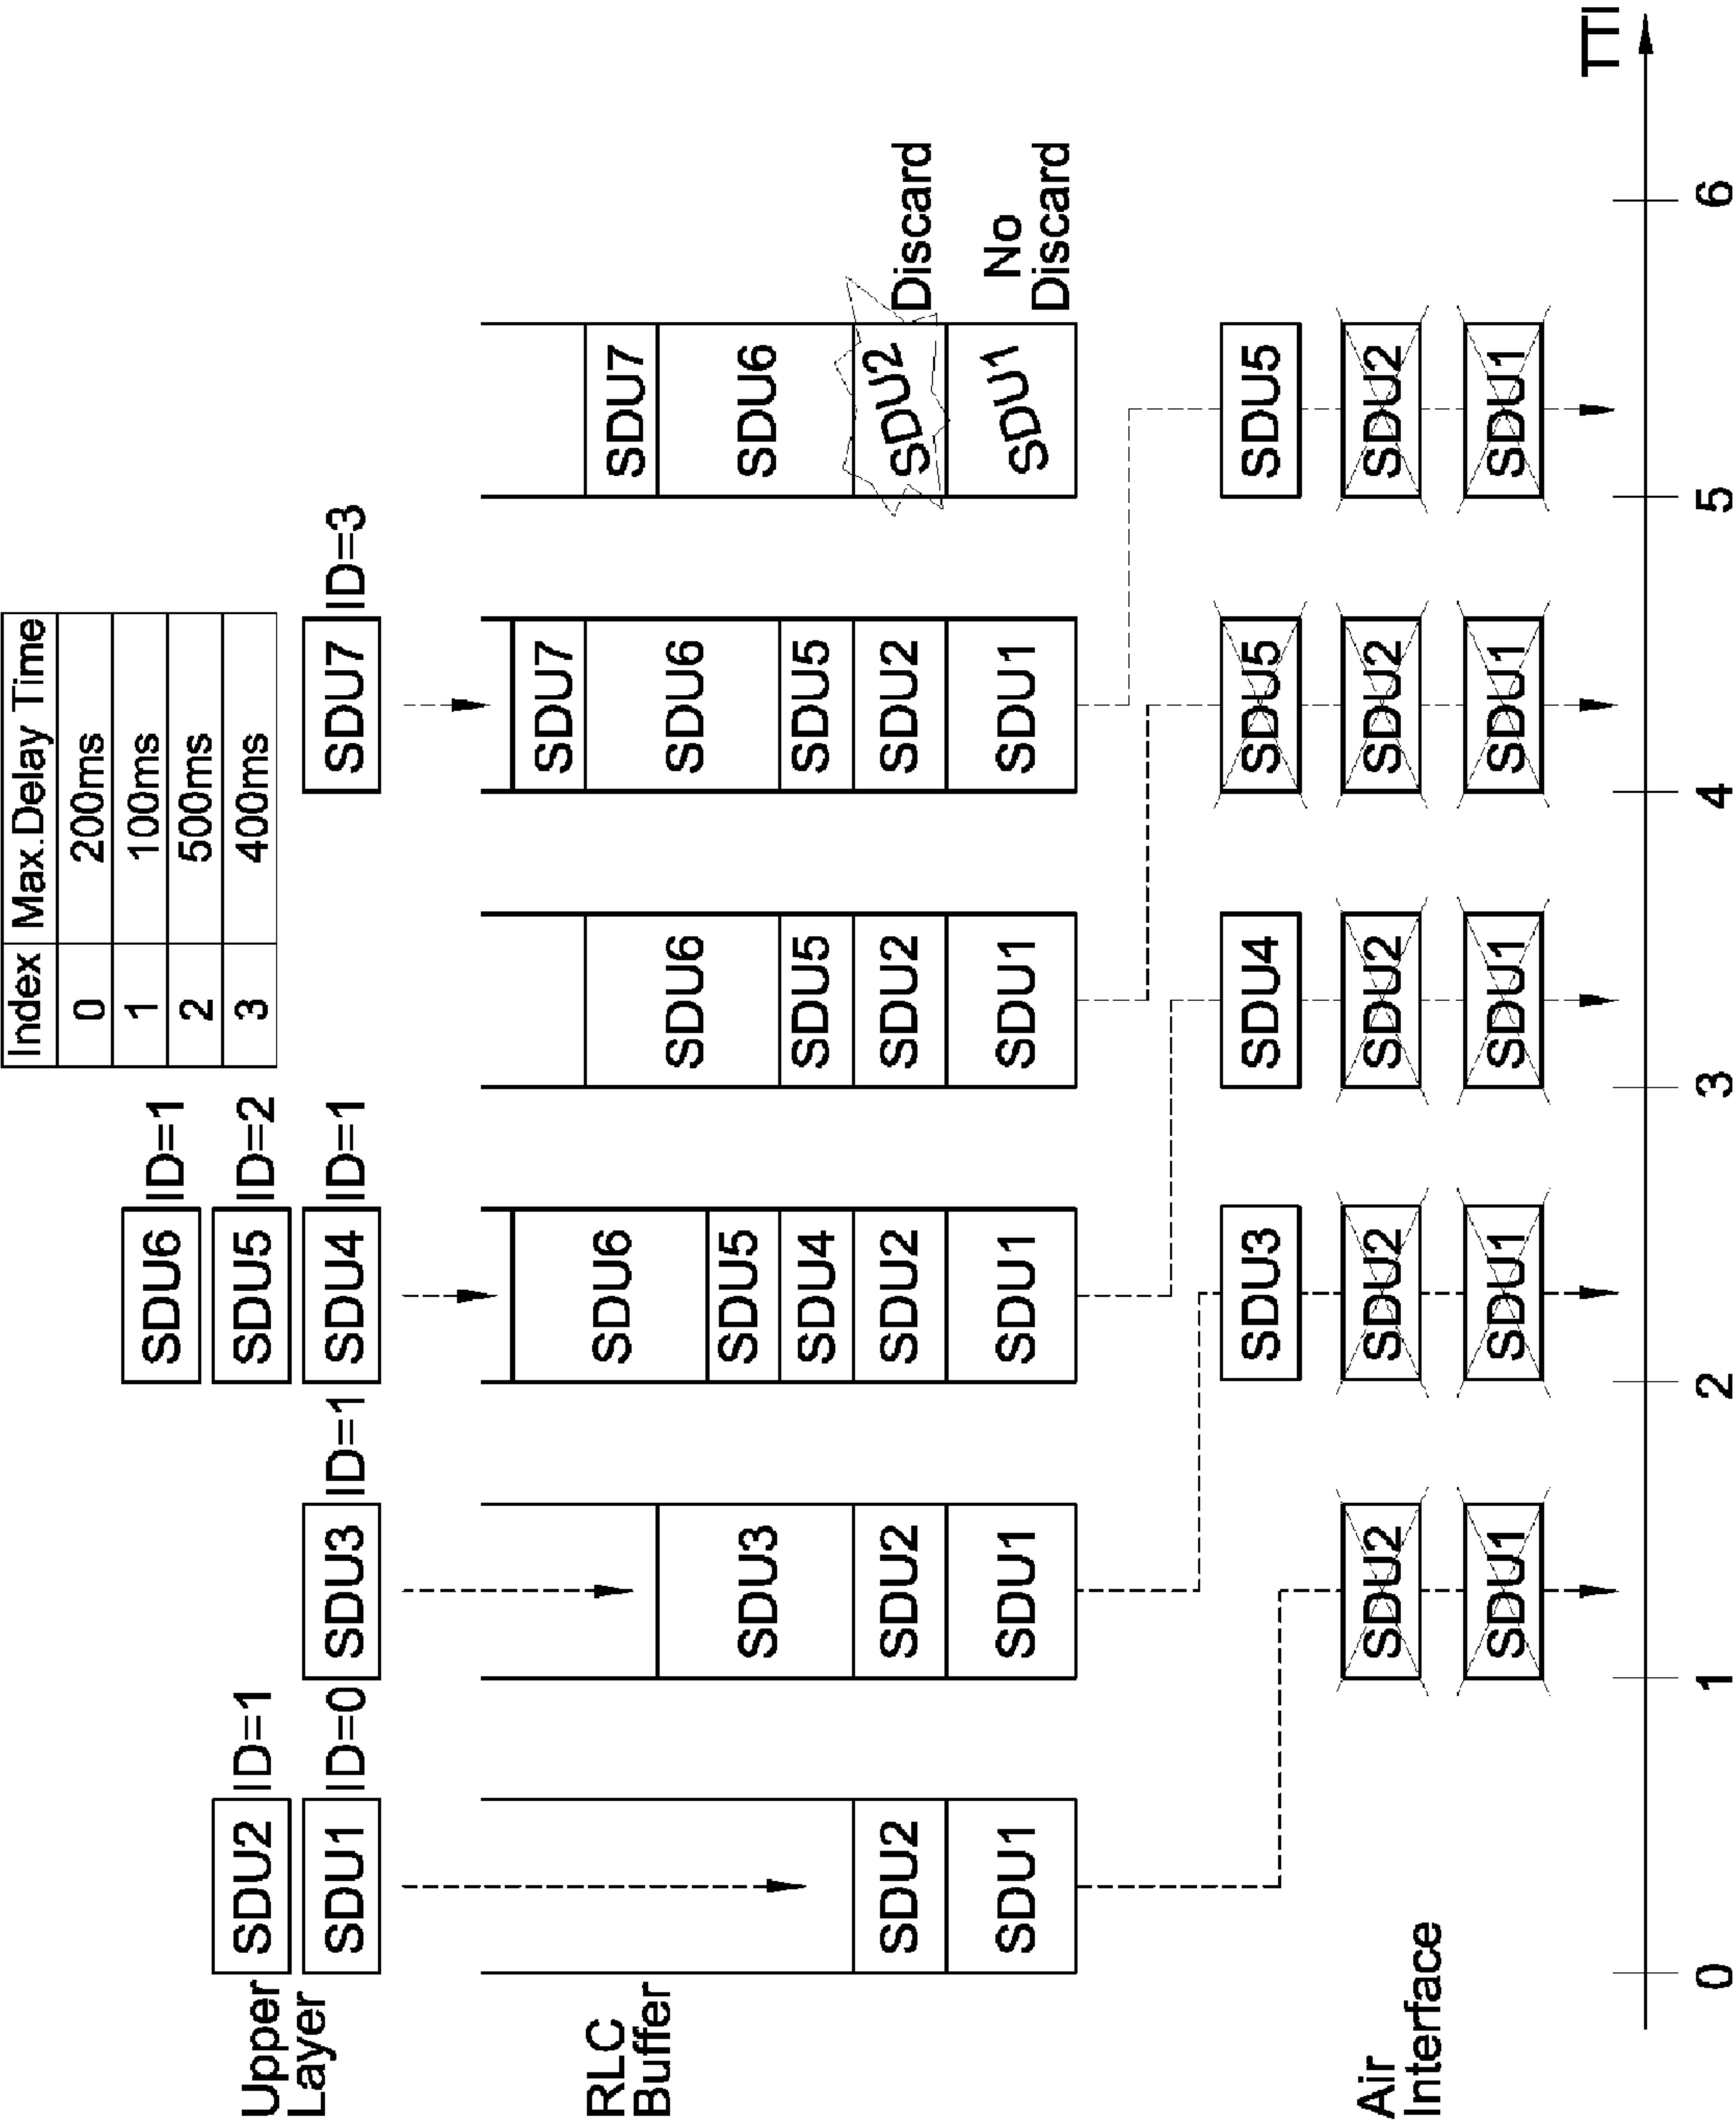 Index Max.Delay Time
0 200ms
1 100ms
2 500ms
3 400ms
Upper
Layer
SDU2 ID=1
SDU1 ID=0
SDU3 ID=1
SDU6 ID=1
SDU5 ID=2
SDU4 ID=1
SDU7 ID=3
RLC
Buffer
SDU2
SDU1
SDU3
SDU2
SDU1
SDU6
SDU5
SDU4
SDU2
SDU1
SDU6
SDU5
SDU2
SDU1
SDU7
SDU6
SDU5
SDU2
SDU1
SDU7
SDU6
SDU2
Discard
SDU1
No
Discard
Air
Interface
SDU2
SDU1
SDU3
SDU2
SDU1
SDU4
SDU2
SDU1
SDU5
SDU2
SDU1
SDU5
SDU2
SDU1
TTI
0 1 2 3 4 5 6